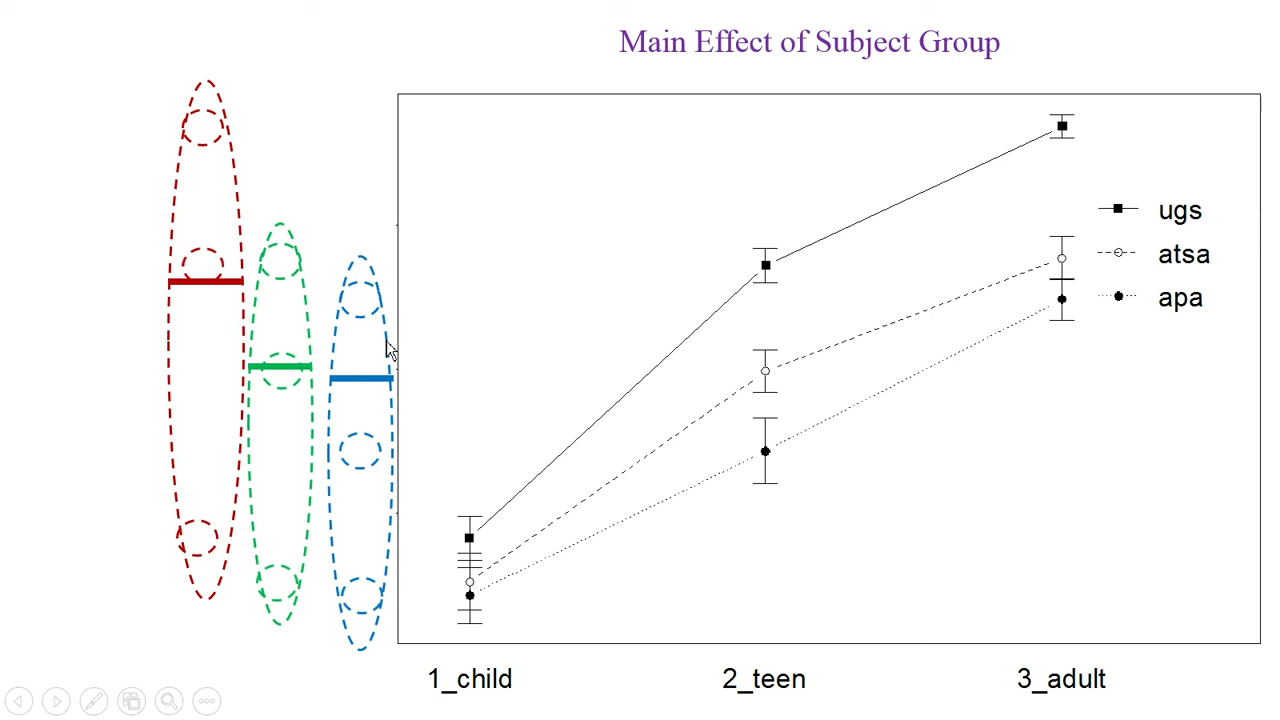 Main Effect of Subject Group
ugs
atsa
apa
1_child
2_teen
3_adult